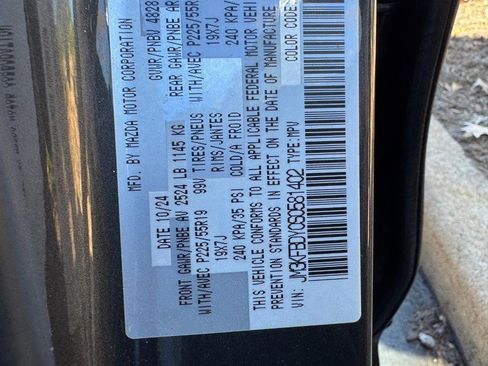 MFD. BY MAZDA MOTOR CORPORATION
DATE 10/24 GVWR/PNBV 4828
FRONT GAWR/PNBE AV 2524 LB 1145 KG REAR GAWR/PNBE AR
WITH/AVEC P225/55R19 99V TIRES/PNEUS WITH/AVEC P225/55R
19X7J RIMS/JANTES 19X7J
240 KPA/35 PSI COLD/A FROID 240 KPA/
THIS VEHICLE CONFORMS TO ALL APPLICABLE FEDERAL MOTOR VEHI
PREVENTION STANDARDS IN EFFECT ON THE DATE OF MANUFACTURE
VIN: TYPE:MPV COLOR CODE: